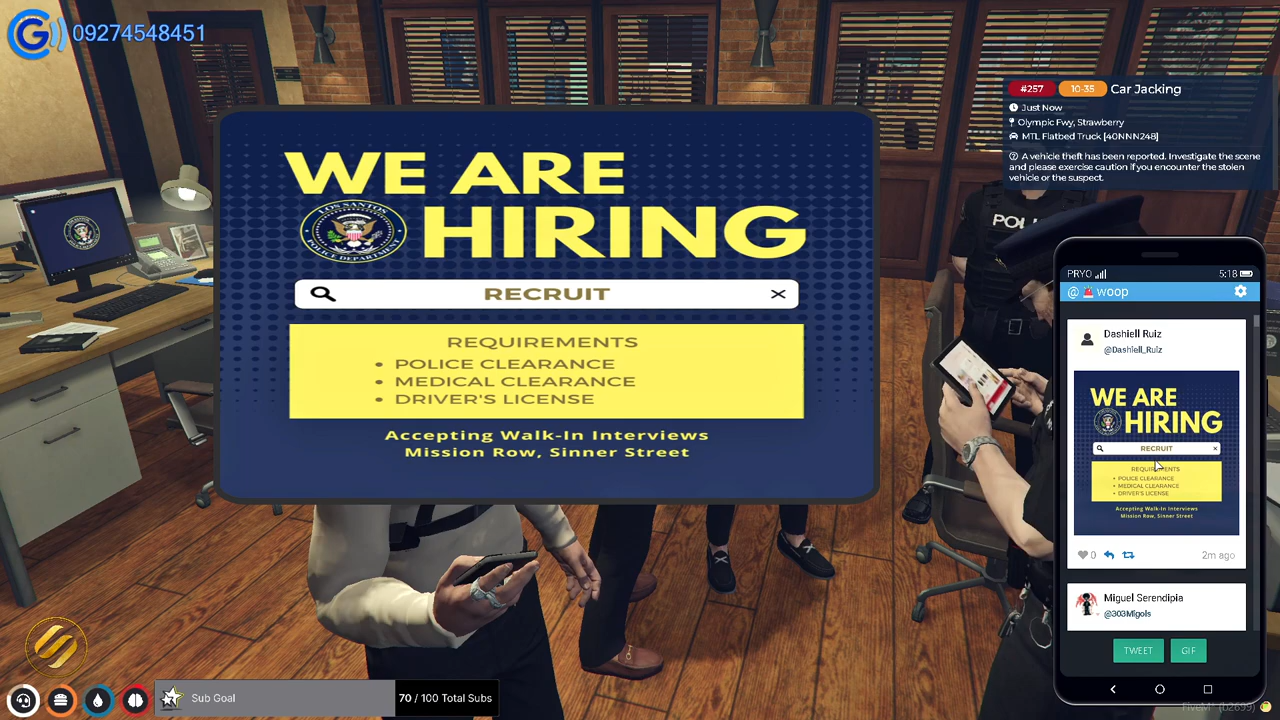 09274548451
WE ARE
HIRING
LOS SANTOS
POLICE DEPARTMENT
RECRUIT
REQUIREMENTS
• POLICE CLEARANCE
• MEDICAL CLEARANCE
• DRIVER'S LICENSE
Accepting Walk-In Interviews
Mission Row, Sinner Street
#257 10-35 Car Jacking
Just Now
Olympic Fwy, Strawberry
MTL Flatbed Truck [40NNN248]
A vehicle theft has been reported. Investigate the scene
and please exercise caution if you encounter the stolen
vehicle or the suspect.
PRYO 5:18
@ woop
Dashiell Ruiz
@Dashiell_Ruiz
WE ARE
HIRING
RECRUIT
REQUIREMENTS
• POLICE CLEARANCE
• MEDICAL CLEARANCE
• DRIVER'S LICENSE
Accepting Walk-In Interviews
Mission Row, Sinner Street
0 2m ago
Miguel Serendipia
@303Migols
TWEET GIF
Sub Goal 70 / 100 Total Subs